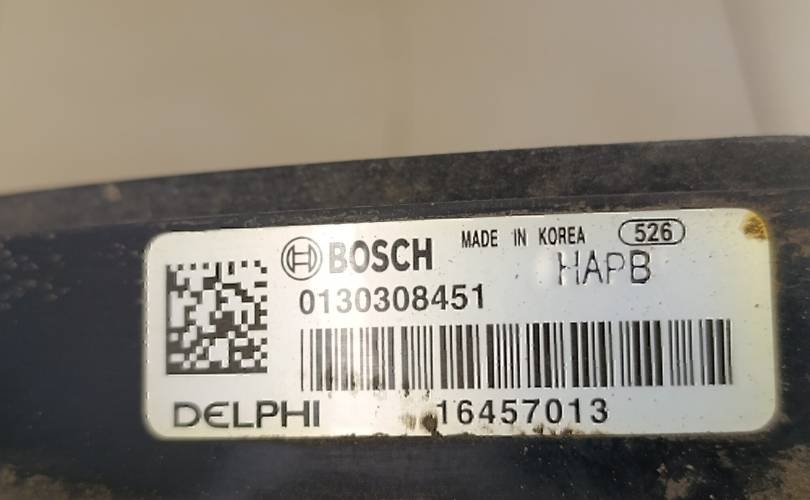 BOSCH MADE IN KOREA 526
HAPB
0130308451
DELPHI 16457013